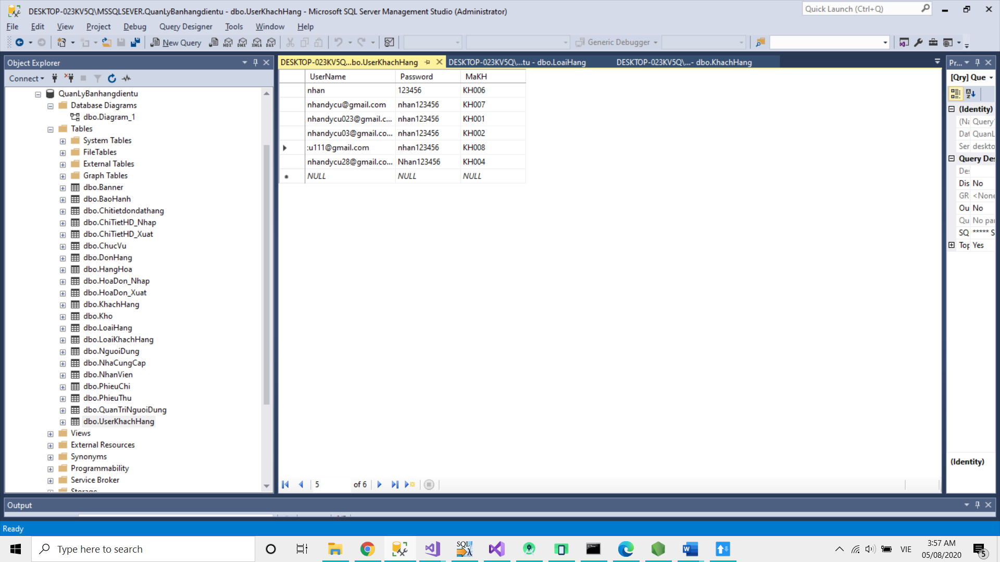 DESKTOP-023KV5Q\MSSQLSEVER.QuanLyBanhangdientu - dbo.UserKhachHang - Microsoft SQL Server Management Studio (Administrator)
Quick Launch (Ctrl+Q)
File Edit View Project Debug Query Designer Tools Window Help
New Query MDX DMX XMLA DAX Generic Debugger
Object Explorer
Connect
QuanLyBanhangdientu
Database Diagrams
dbo.Diagram_1
Tables
System Tables
FileTables
External Tables
Graph Tables
dbo.Banner
dbo.BaoHanh
dbo.Chitietdondathang
dbo.ChiTietHD_Nhap
dbo.ChiTietHD_Xuat
dbo.ChucVu
dbo.DonHang
dbo.HangHoa
dbo.HoaDon_Nhap
dbo.HoaDon_Xuat
dbo.KhachHang
dbo.Kho
dbo.LoaiHang
dbo.LoaiKhachHang
dbo.NguoiDung
dbo.NhaCungCap
dbo.NhanVien
dbo.PhieuChi
dbo.PhieuThu
dbo.QuanTriNguoiDung
dbo.UserKhachHang
Views
External Resources
Synonyms
Programmability
Service Broker
Storage
DESKTOP-023KV5Q...bo.UserKhachHang DESKTOP-023KV5Q\...tu - dbo.LoaiHang DESKTOP-023KV5Q\...- dbo.KhachHang
UserName Password MaKH
nhan 123456 KH006
nhandycu@gmail.com nhan123456 KH007
nhandycu023@gmail.c... nhan123456 KH001
nhandycu03@gmail.co... nhan123456 KH002
:u111@gmail.com nhan123456 KH008
nhandycu28@gmail.co... Nhan123456 KH004
NULL NULL NULL
5 of 6
Pr...
[Qry] Que
(Identity)
(Na Query
Dat QuanL
Ser deskto
Query De
Des
Dis No
GR <None
Ou No
Qu No par
SQ ***** S
Top Yes
(Identity)
Output
Ready
Type here to search
SQL
VIE
3:57 AM
05/08/2020
5